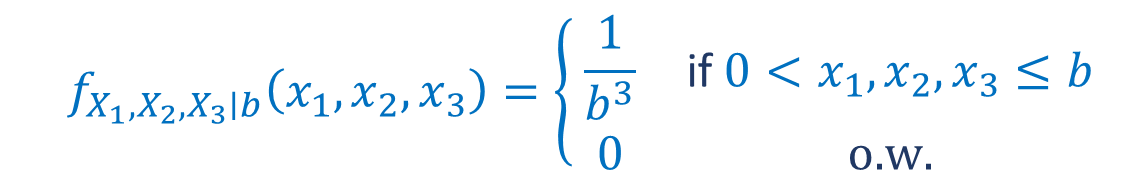 f_{X_1,X_2,X_3|b}(x_1, x_2, x_3) = { 1/b^3 if 0 < x_1, x_2, x_3 ≤ b
0 o.w.